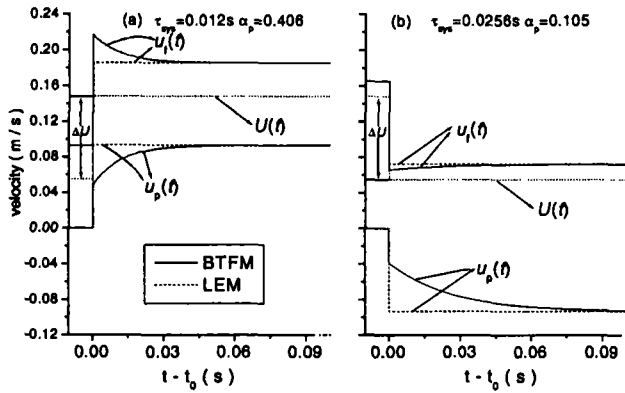 (a) τsys=0.012s αp=0.406
(b) τsys=0.0256s αp=0.105
velocity (m / s)
0.24
0.20
0.16
0.12
0.08
0.04
0.00
-0.04
-0.08
-0.12
uf(t)
U(t)
ΔU
up(t)
BTFM
LEM
0.00 0.03 0.06 0.09
t - t0 ( s )
ΔU
uf(t)
U(t)
up(t)
0.00 0.03 0.06 0.09
t - t0 ( s )